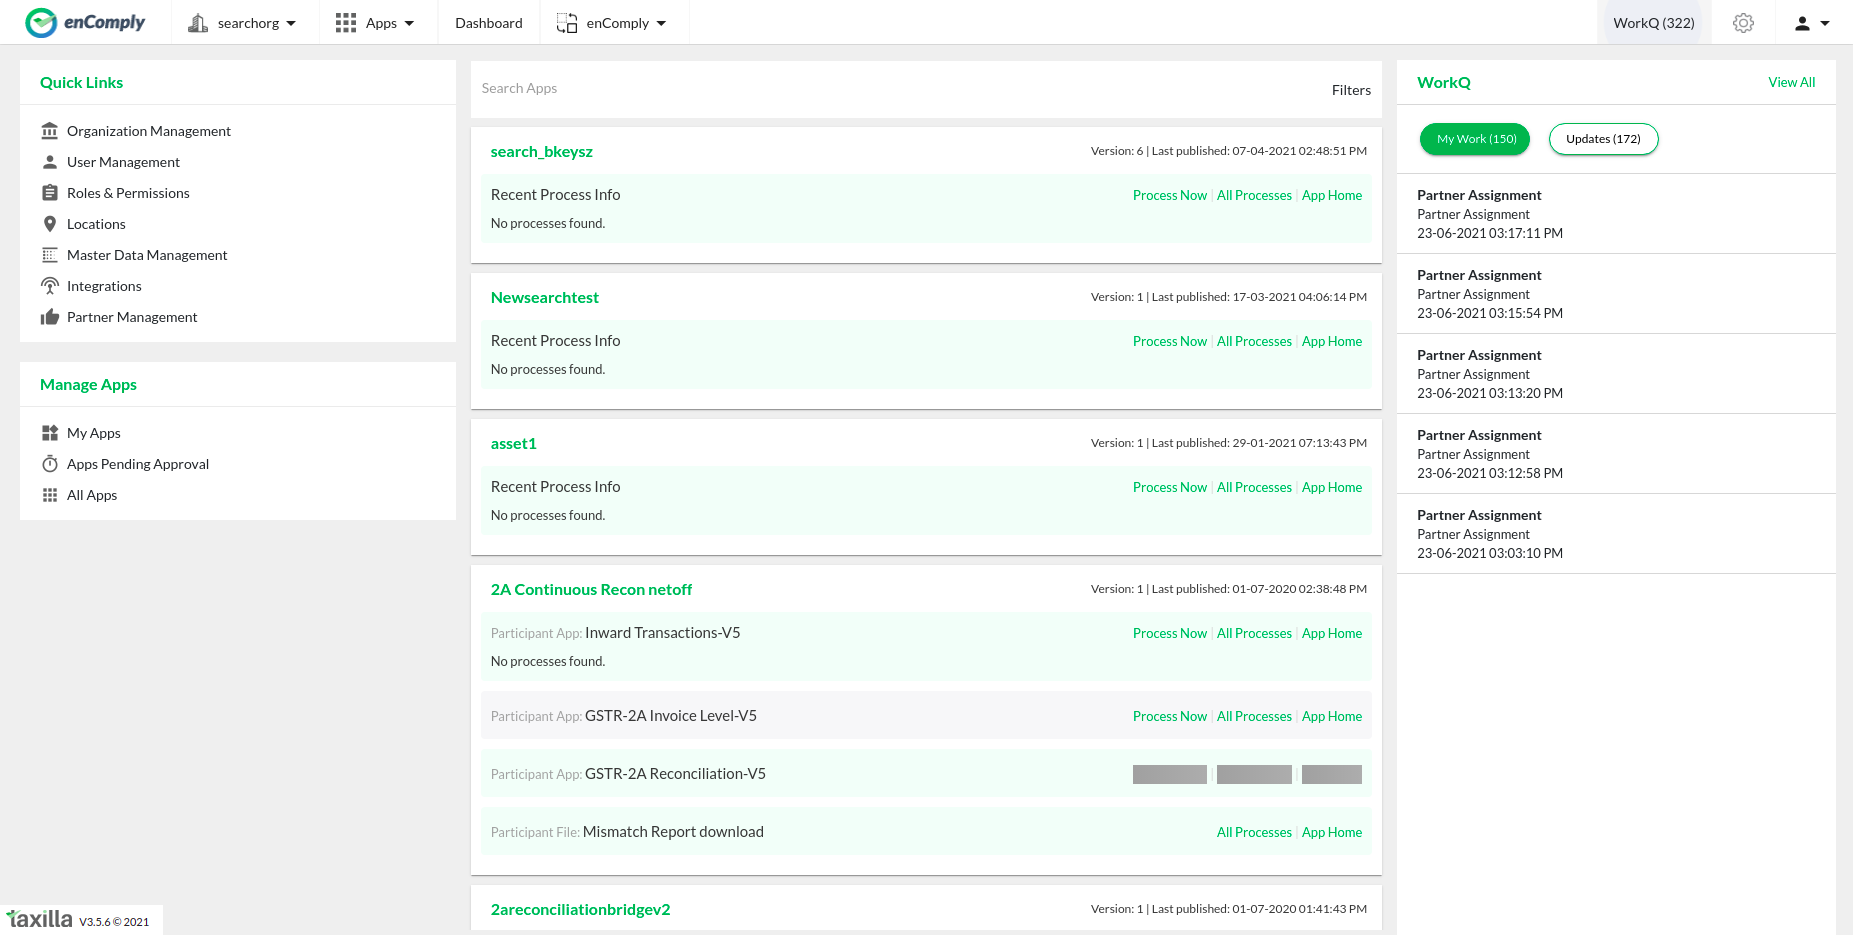 enComply
searchorg
Apps
Dashboard
enComply
WorkQ (322)
Quick Links
Organization Management
User Management
Roles & Permissions
Locations
Master Data Management
Integrations
Partner Management
Manage Apps
My Apps
Apps Pending Approval
All Apps
Search Apps
Filters
search_bkeysz
Version: 6 | Last published: 07-04-2021 02:48:51 PM
Recent Process Info
Process Now | All Processes | App Home
No processes found.
Newsearchtest
Version: 1 | Last published: 17-03-2021 04:06:14 PM
Recent Process Info
Process Now | All Processes | App Home
No processes found.
asset1
Version: 1 | Last published: 29-01-2021 07:13:43 PM
Recent Process Info
Process Now | All Processes | App Home
No processes found.
2A Continuous Recon netoff
Version: 1 | Last published: 01-07-2020 02:38:48 PM
Participant App: Inward Transactions-V5
Process Now | All Processes | App Home
No processes found.
Participant App: GSTR-2A Invoice Level-V5
Process Now | All Processes | App Home
Participant App: GSTR-2A Reconciliation-V5
Participant File: Mismatch Report download
All Processes | App Home
2areconciliationbridgev2
Version: 1 | Last published: 01-07-2020 01:41:43 PM
WorkQ
View All
My Work (150)
Updates (172)
Partner Assignment
Partner Assignment
23-06-2021 03:17:11 PM
Partner Assignment
Partner Assignment
23-06-2021 03:15:54 PM
Partner Assignment
Partner Assignment
23-06-2021 03:13:20 PM
Partner Assignment
Partner Assignment
23-06-2021 03:12:58 PM
Partner Assignment
Partner Assignment
23-06-2021 03:03:10 PM
taxilla V3.5.6 © 2021